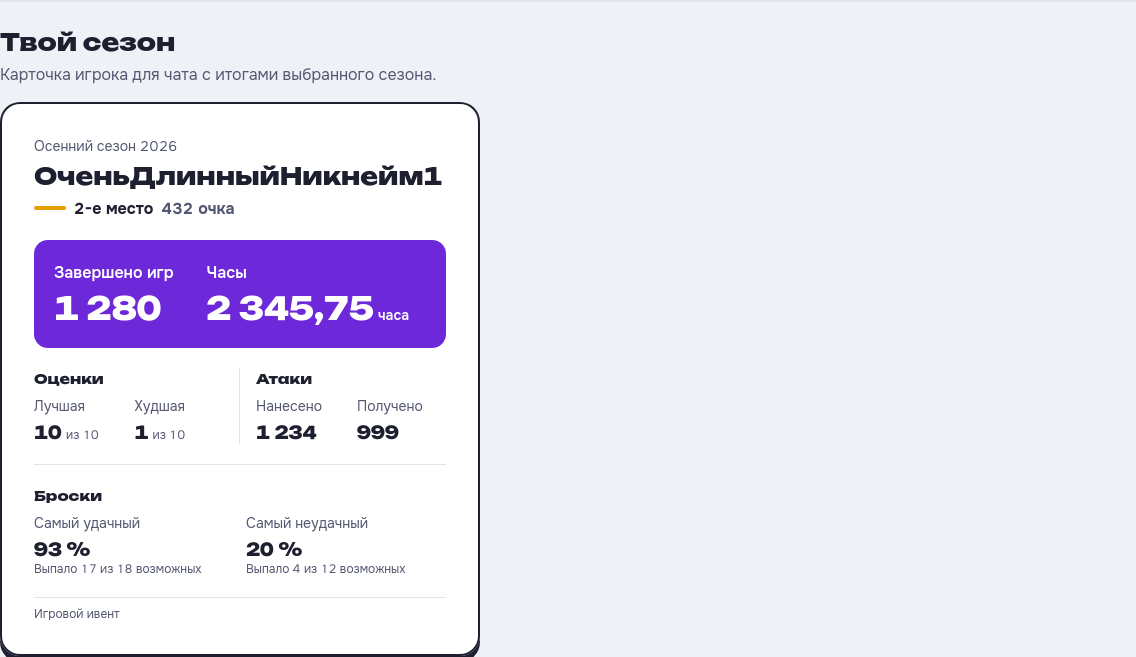 Твой сезон
Карточка игрока для чата с итогами выбранного сезона.
Осенний сезон 2026
ОченьДлинныйНикнейм1
2-е место 432 очка
Завершено игр Часы
1 280 2 345,75 часа
Оценки Атаки
Лучшая Худшая Нанесено Получено
10 из 10 1 из 10 1 234 999
Броски
Самый удачный Самый неудачный
93 % 20 %
Выпало 17 из 18 возможных Выпало 4 из 12 возможных
Игровой ивент